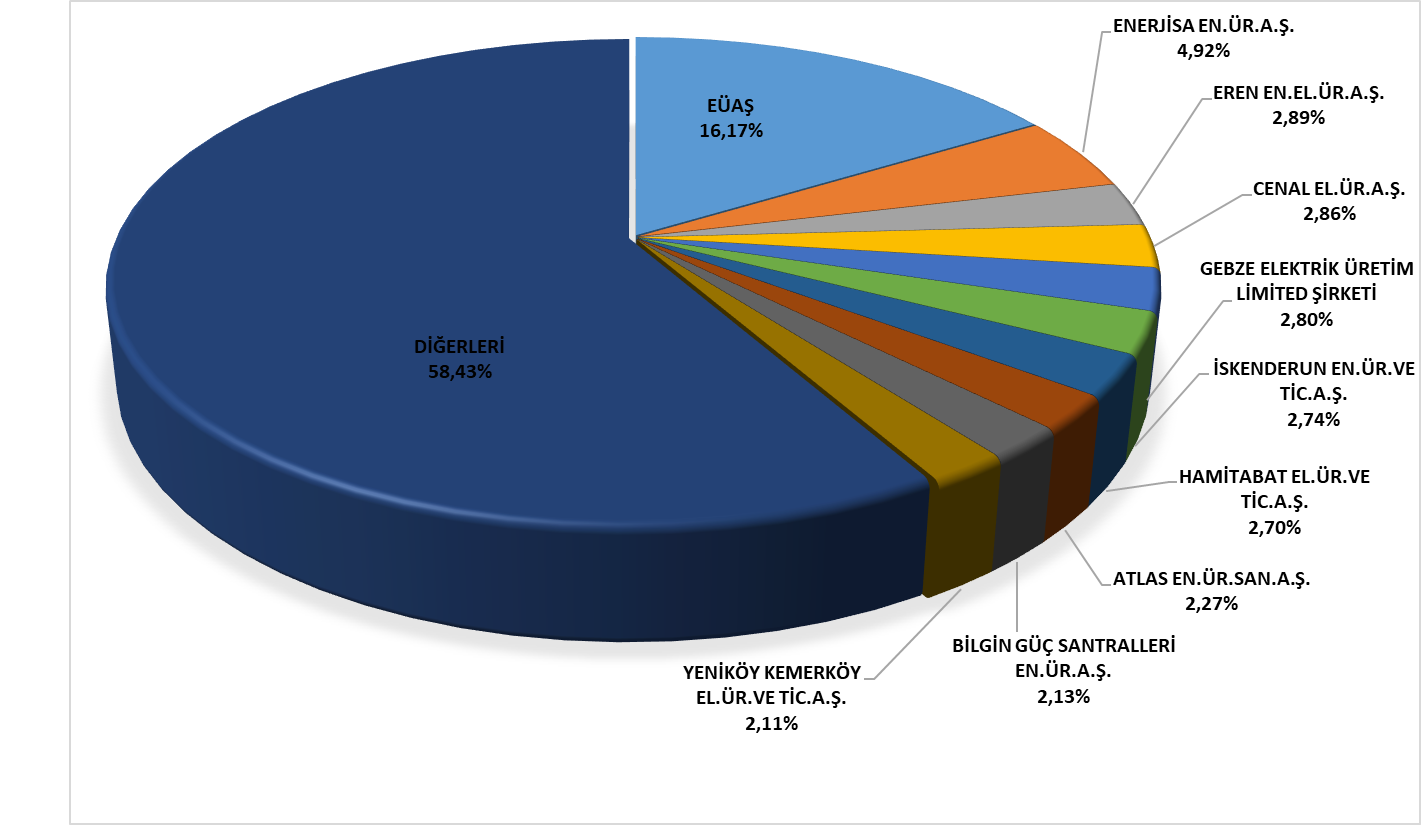 ENERJİSA EN.ÜR.A.Ş.
4,92%
EÜAŞ
16,17%
EREN EN.EL.ÜR.A.Ş.
2,89%
CENAL EL.ÜR.A.Ş.
2,86%
GEBZE ELEKTRİK ÜRETİM
LİMİTED ŞİRKETİ
2,80%
DİĞERLERİ
58,43%
İSKENDERUN EN.ÜR.VE
TİC.A.Ş.
2,74%
HAMİTABAT EL.ÜR.VE
TİC.A.Ş.
2,70%
ATLAS EN.ÜR.SAN.A.Ş.
2,27%
BİLGİN GÜÇ SANTRALLERİ
EN.ÜR.A.Ş.
2,13%
YENİKÖY KEMERKÖY
EL.ÜR.VE TİC.A.Ş.
2,11%